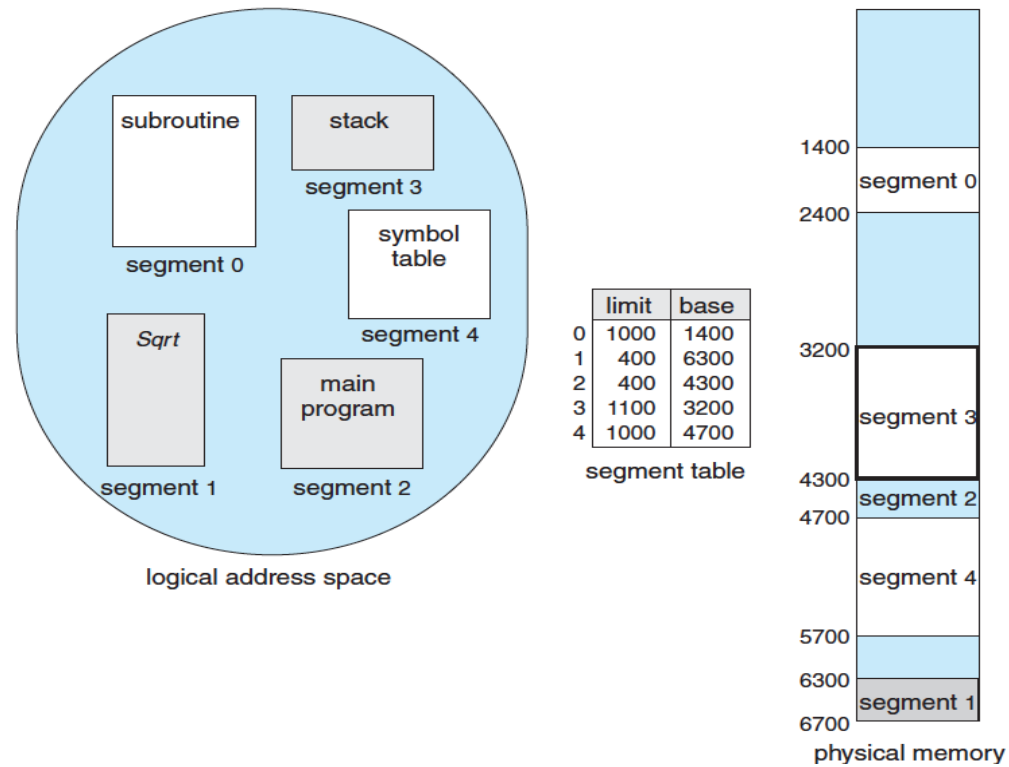 subroutine
segment 0
stack
segment 3
symbol
table
segment 4
Sqrt
segment 1
main
program
segment 2
logical address space
limit base
0 1000 1400
1 400 6300
2 400 4300
3 1100 3200
4 1000 4700
segment table
1400
segment 0
2400
3200
segment 3
4300
segment 2
4700
segment 4
5700
6300
segment 1
6700
physical memory